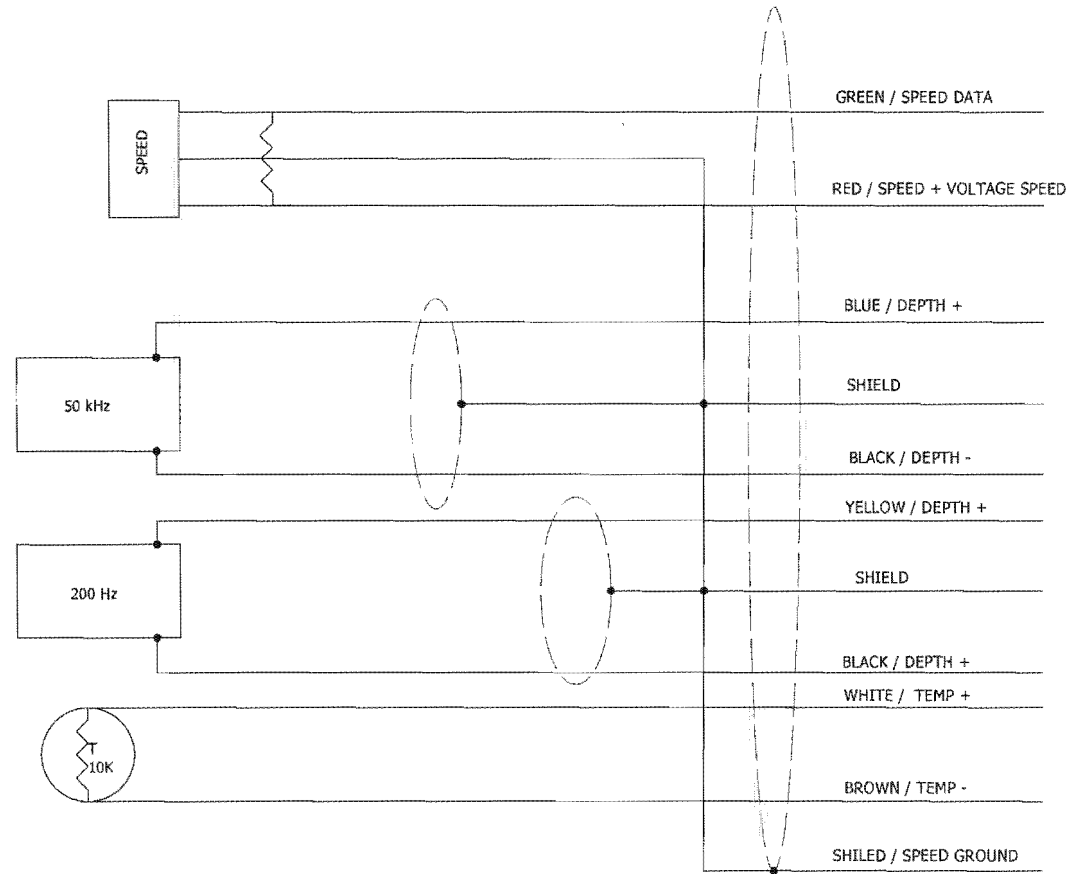 GREEN / SPEED DATA
SPEED
RED / SPEED + VOLTAGE SPEED
BLUE / DEPTH +
SHIELD
50 kHz
BLACK / DEPTH -
YELLOW / DEPTH +
SHIELD
200 Hz
BLACK / DEPTH +
WHITE / TEMP +
T
10K
BROWN / TEMP -
SHILED / SPEED GROUND